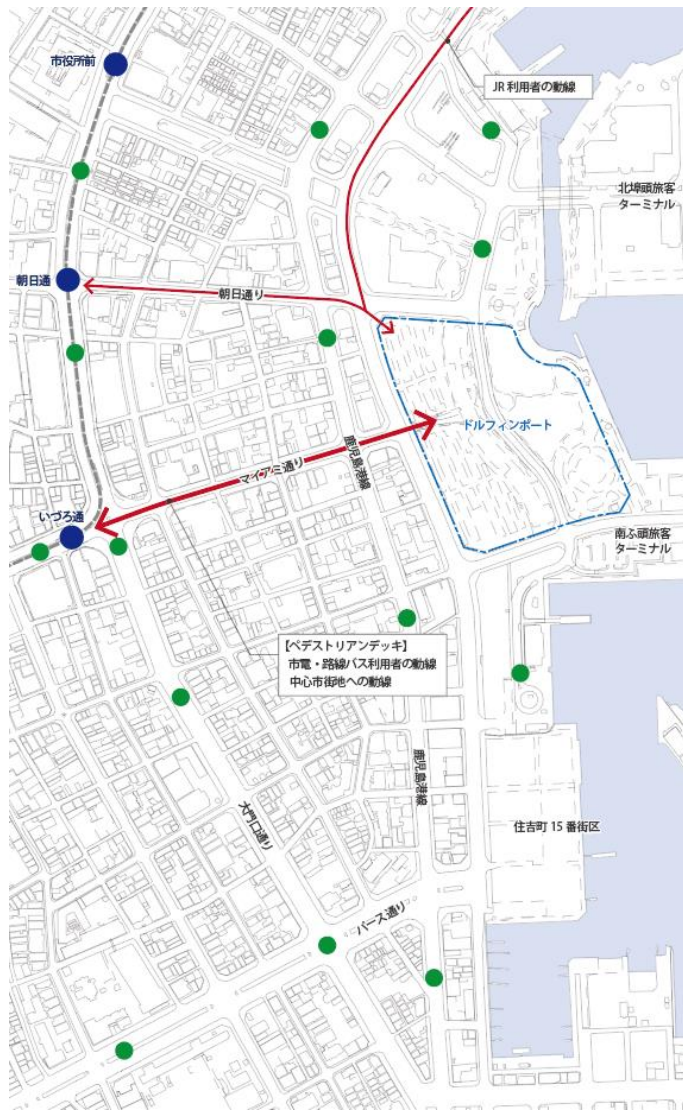 市役所前
JR利用者の動線
北埠頭旅客
ターミナル
朝日通
朝日通り
ドルフィンポート
鹿児島港線
マイアミ通り
いづろ通
南ふ頭旅客
ターミナル
【ペデストリアンデッキ】
市電・路線バス利用者の動線
中心市街地への動線
鹿児島港線
大門口通り
住吉町15番街区
パース通り